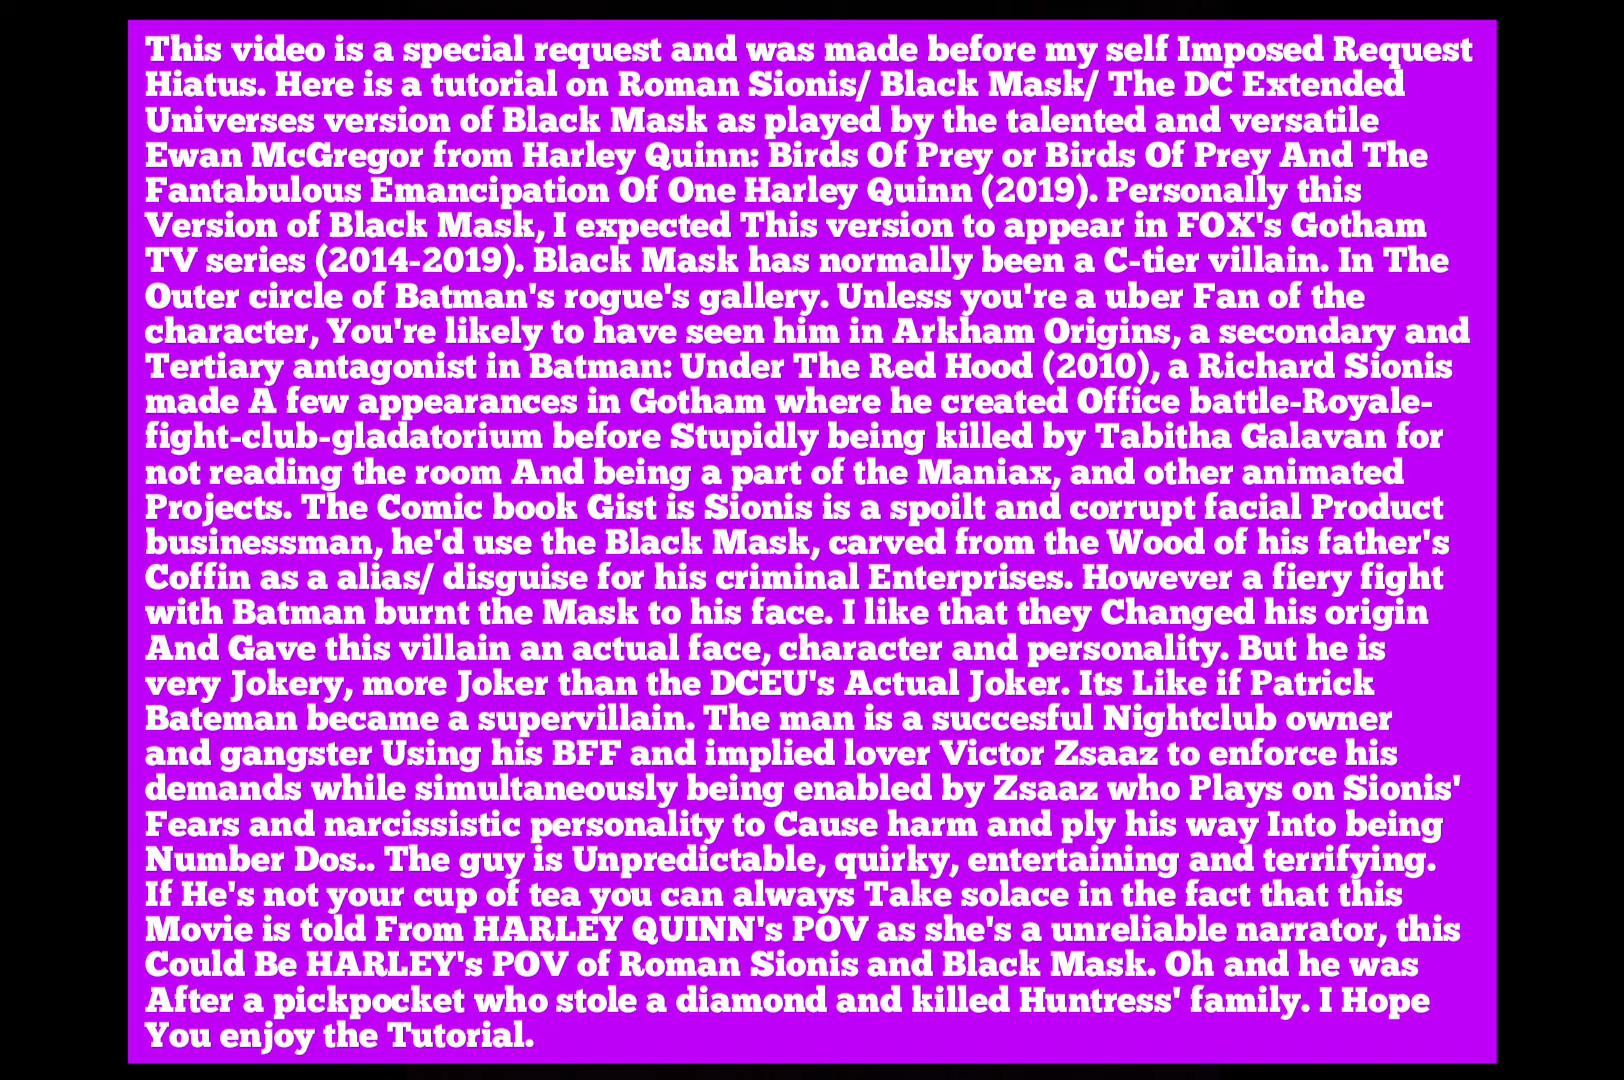 This video is a special request and was made before my self Imposed Request
Hiatus. Here is a tutorial on Roman Sionis/ Black Mask/ The DC Extended
Universes version of Black Mask as played by the talented and versatile
Ewan McGregor from Harley Quinn: Birds Of Prey or Birds Of Prey And The
Fantabulous Emancipation Of One Harley Quinn (2019). Personally this
Version of Black Mask, I expected This version to appear in FOX's Gotham
TV series (2014-2019). Black Mask has normally been a C-tier villain. In The
Outer circle of Batman's rogue's gallery. Unless you're a uber Fan of the
character, You're likely to have seen him in Arkham Origins, a secondary and
Tertiary antagonist in Batman: Under The Red Hood (2010), a Richard Sionis
made A few appearances in Gotham where he created Office battle-Royale-
fight-club-gladatorium before Stupidly being killed by Tabitha Galavan for
not reading the room And being a part of the Maniax, and other animated
Projects. The Comic book Gist is Sionis is a spoilt and corrupt facial Product
businessman, he'd use the Black Mask, carved from the Wood of his father's
Coffin as a alias/ disguise for his criminal Enterprises. However a fiery fight
with Batman burnt the Mask to his face. I like that they Changed his origin
And Gave this villain an actual face, character and personality. But he is
very Jokery, more Joker than the DCEU's Actual Joker. Its Like if Patrick
Bateman became a supervillain. The man is a succesful Nightclub owner
and gangster Using his BFF and implied lover Victor Zsaaz to enforce his
demands while simultaneously being enabled by Zsaaz who Plays on Sionis'
Fears and narcissistic personality to Cause harm and ply his way Into being
Number Dos.. The guy is Unpredictable, quirky, entertaining and terrifying.
If He's not your cup of tea you can always Take solace in the fact that this
Movie is told From HARLEY QUINN's POV as she's a unreliable narrator, this
Could Be HARLEY's POV of Roman Sionis and Black Mask. Oh and he was
After a pickpocket who stole a diamond and killed Huntress' family. I Hope
You enjoy the Tutorial.